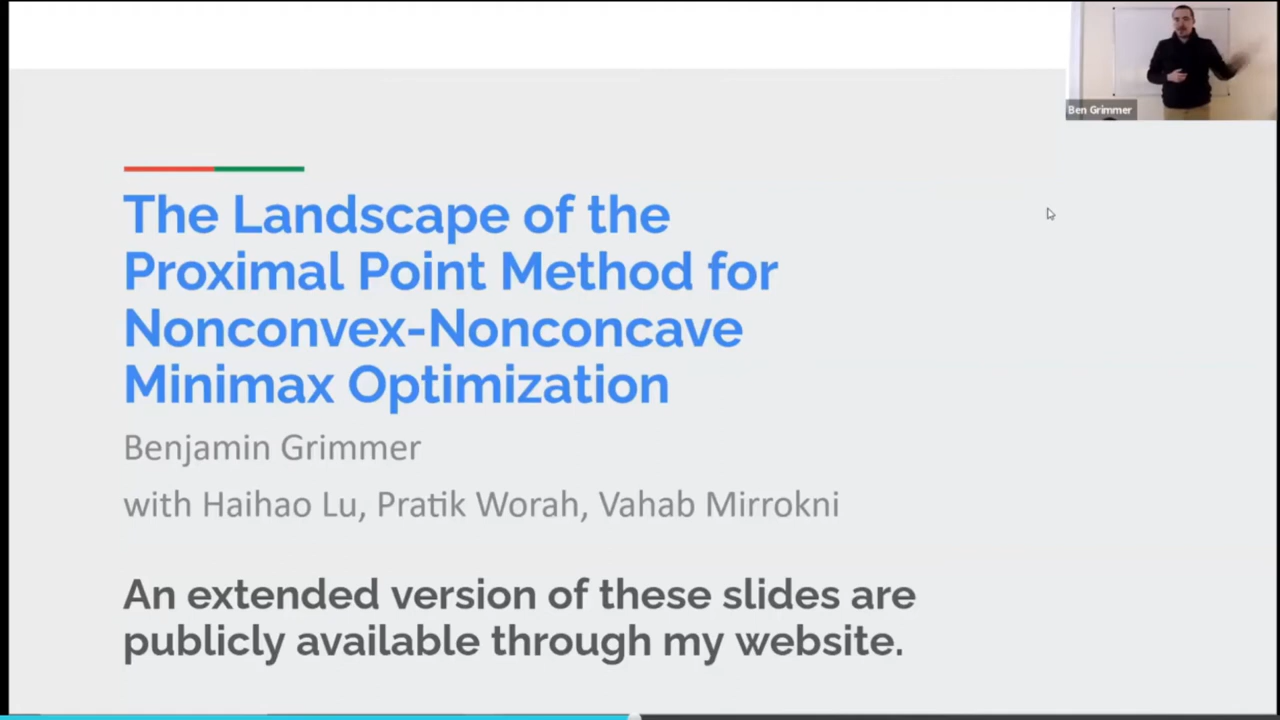 Ben Grimmer
The Landscape of the
Proximal Point Method for
Nonconvex-Nonconcave
Minimax Optimization
Benjamin Grimmer
with Haihao Lu, Pratik Worah, Vahab Mirrokni
An extended version of these slides are
publicly available through my website.